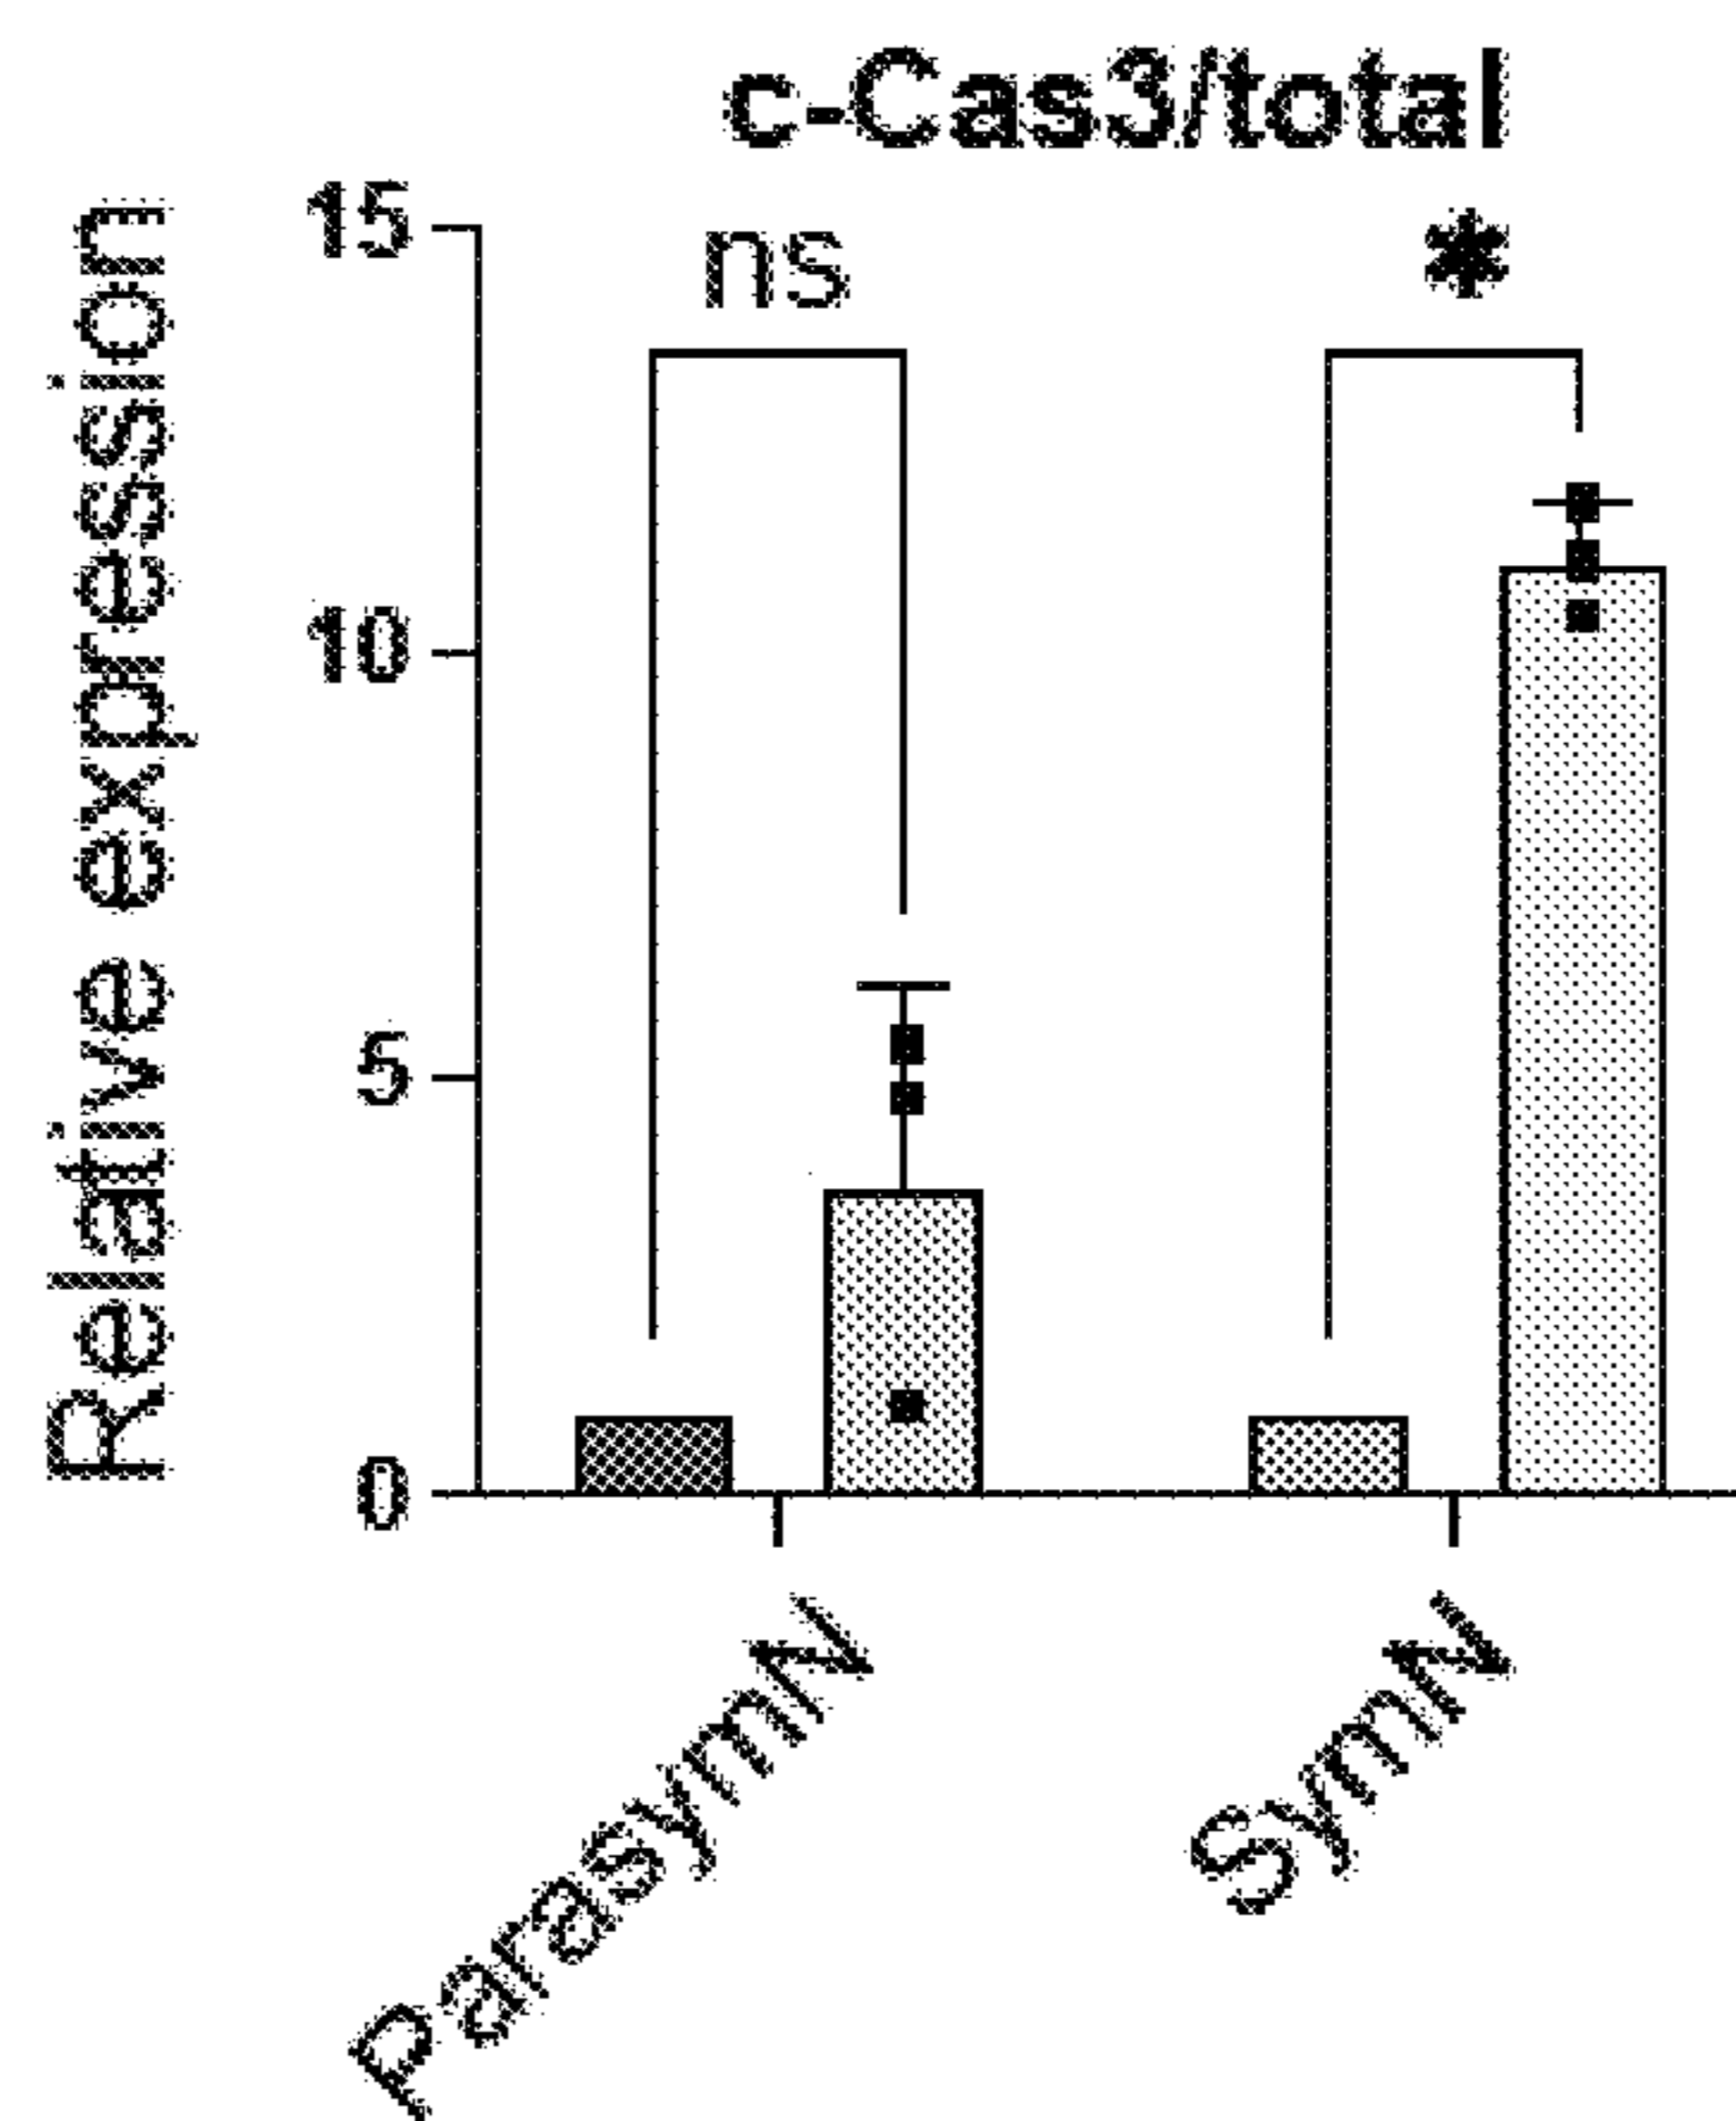 c-Cas3/total
Relative expression
15
10
5
0
ns
*
ParasymN
SymN